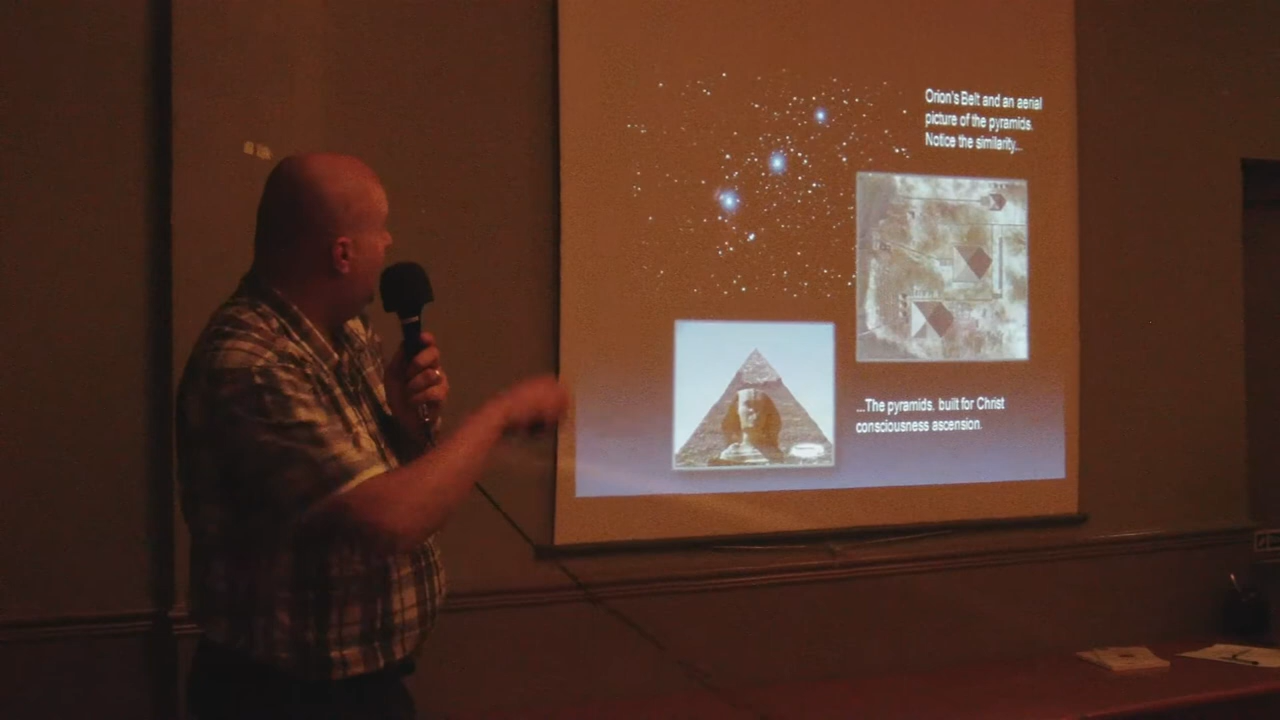 Orion's Belt and an aerial
picture of the pyramids.
Notice the similarity...
...The pyramids, built for Christ
consciousness ascension.